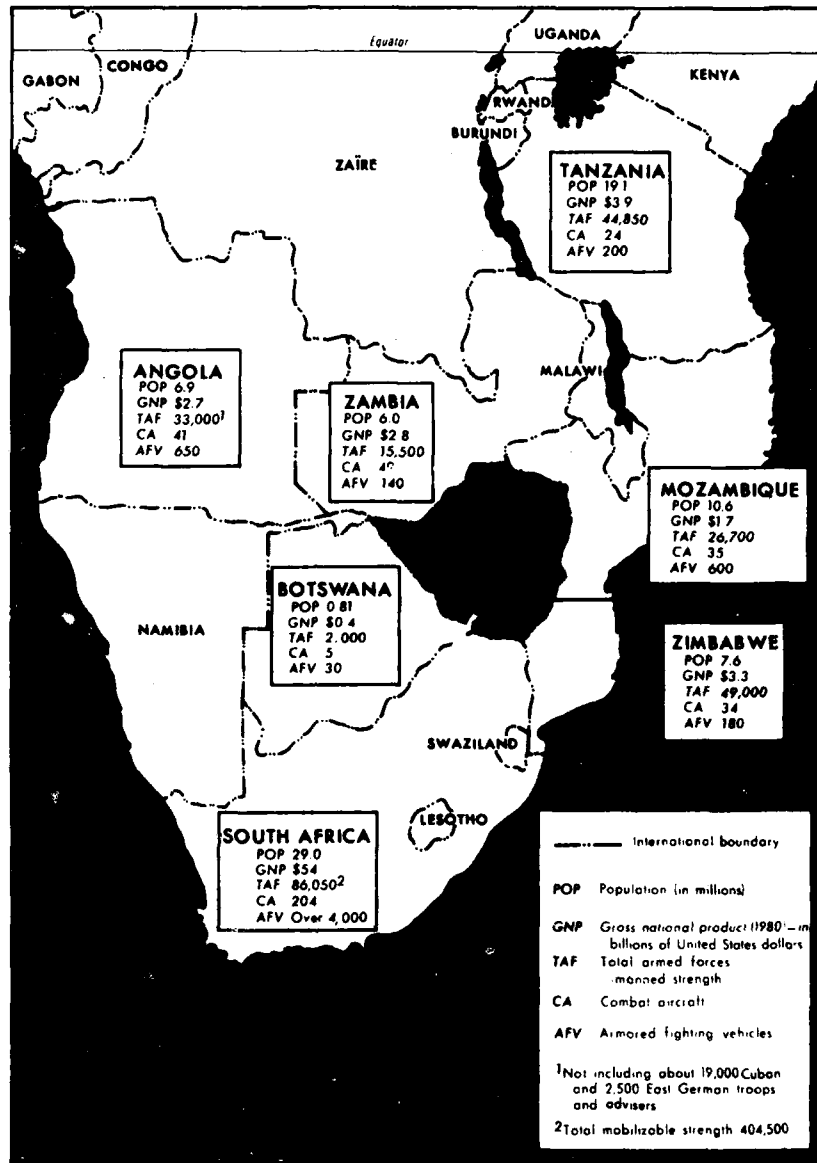 Equator
UGANDA
CONGO
GABON
KENYA
RWAND
BURUNDI
ZAÏRE
TANZANIA
POP 19.1
GNP $3.9
TAF 44,850
CA 24
AFV 200
ANGOLA
POP 6.9
GNP $2.7
TAF 33,000¹
CA 41
AFV 650
ZAMBIA
POP 6.0
GNP $2.8
TAF 15,500
CA
AFV 140
MALAWI
MOZAMBIQUE
POP 10.6
GNP $1.7
TAF 26,700
CA 35
AFV 600
BOTSWANA
POP 0.81
GNP $0.4
TAF 2.000
CA 5
AFV 30
NAMIBIA
ZIMBABWE
POP 7.6
GNP $3.3
TAF 49,000
CA 34
AFV 180
SWAZILAND
LESOTHO
SOUTH AFRICA
POP 29.0
GNP $54
TAF 86,050²
CA 204
AFV Over 4,000
International boundary
POP Population (in millions)
GNP Gross national product (1980)—in
billions of United States dollars
TAF Total armed forces
manned strength
CA Combat aircraft
AFV Armored fighting vehicles
¹Not including about 19,000 Cuban
and 2,500 East German troops
and advisers
²Total mobilizable strength 404,500